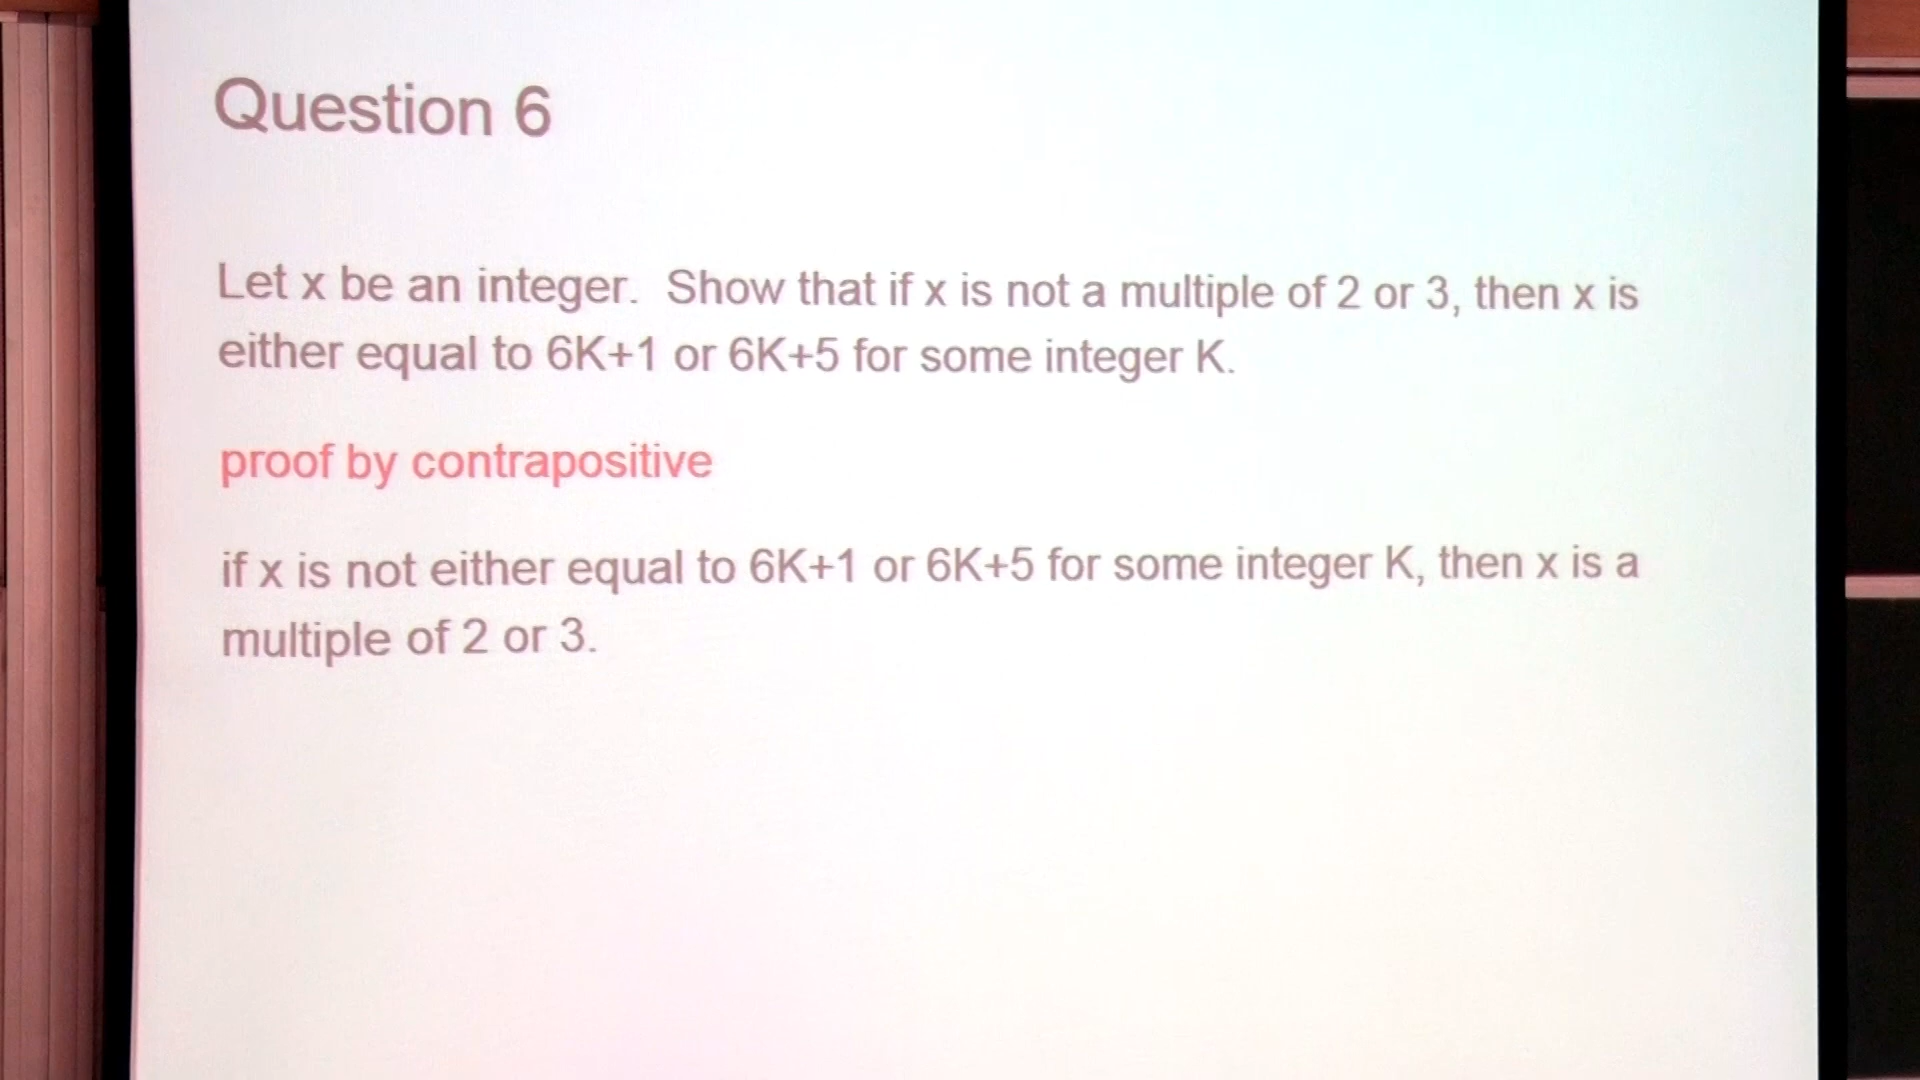 Question 6
Let x be an integer. Show that if x is not a multiple of 2 or 3, then x is
either equal to 6K+1 or 6K+5 for some integer K.
proof by contrapositive
if x is not either equal to 6K+1 or 6K+5 for some integer K, then x is a
multiple of 2 or 3.